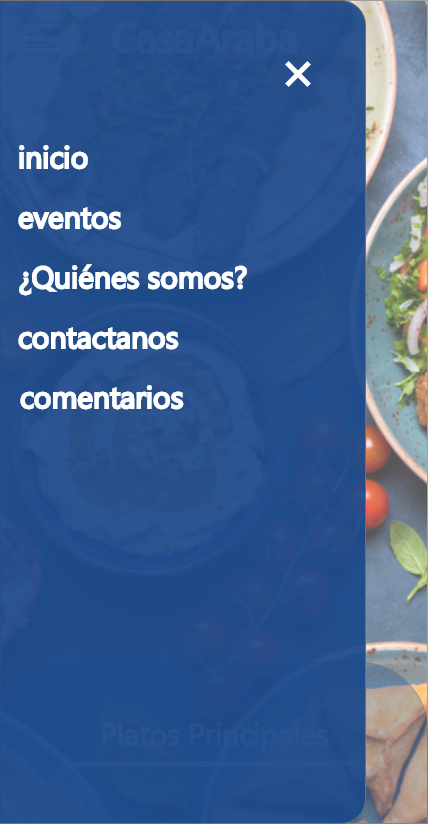 CasaAraba
inicio
eventos
¿Quiénes somos?
contactanos
comentarios
Platos Principales